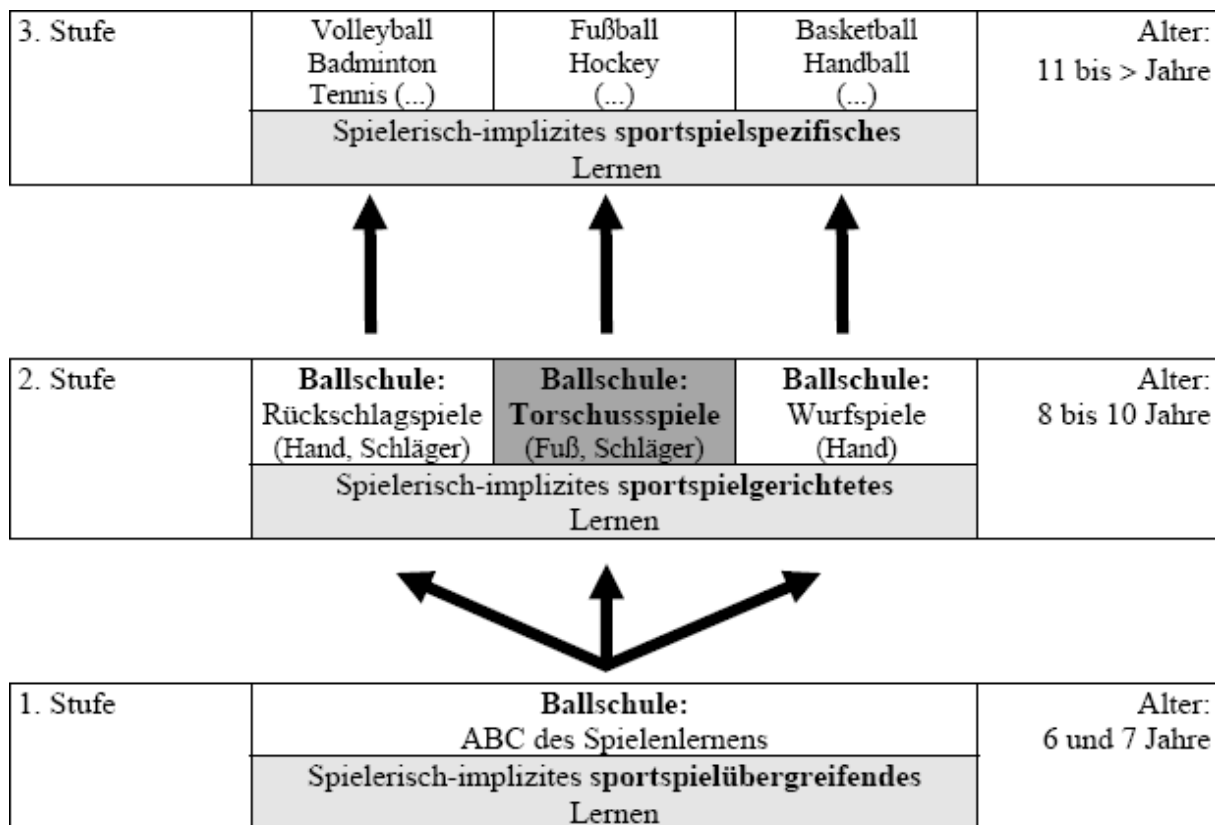 3. Stufe
Volleyball
Badminton
Tennis (...)
Fußball
Hockey
(...)
Basketball
Handball
(...)
Alter:
11 bis > Jahre
Spielerisch-implizites sportspielspezifisches
Lernen
2. Stufe
Ballschule:
Rückschlagspiele
(Hand, Schläger)
Ballschule:
Torschussspiele
(Fuß, Schläger)
Ballschule:
Wurfspiele
(Hand)
Alter:
8 bis 10 Jahre
Spielerisch-implizites sportspielgerichtetes
Lernen
1. Stufe
Ballschule:
ABC des Spielenlernens
Alter:
6 und 7 Jahre
Spielerisch-implizites sportspielübergreifendes
Lernen